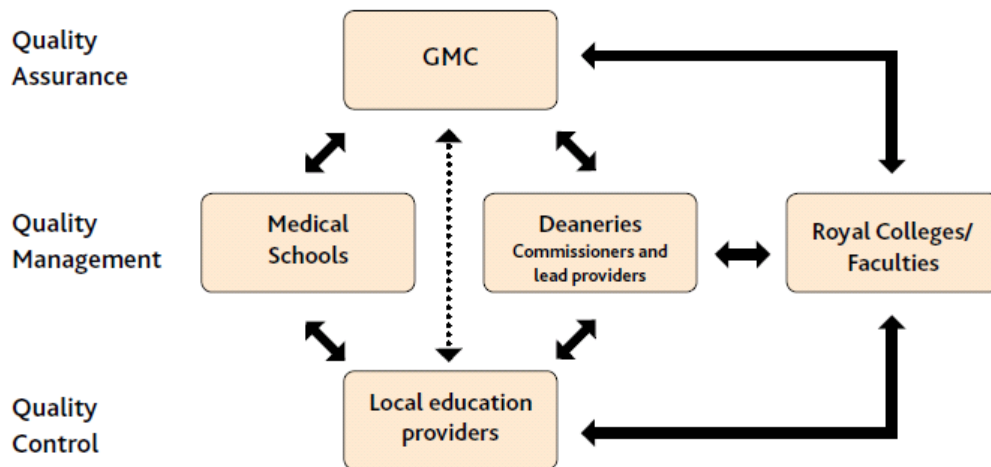 Quality
Assurance
GMC
Quality
Management
Medical
Schools
Deaneries
Commissioners and
lead providers
Royal Colleges/
Faculties
Quality
Control
Local education
providers